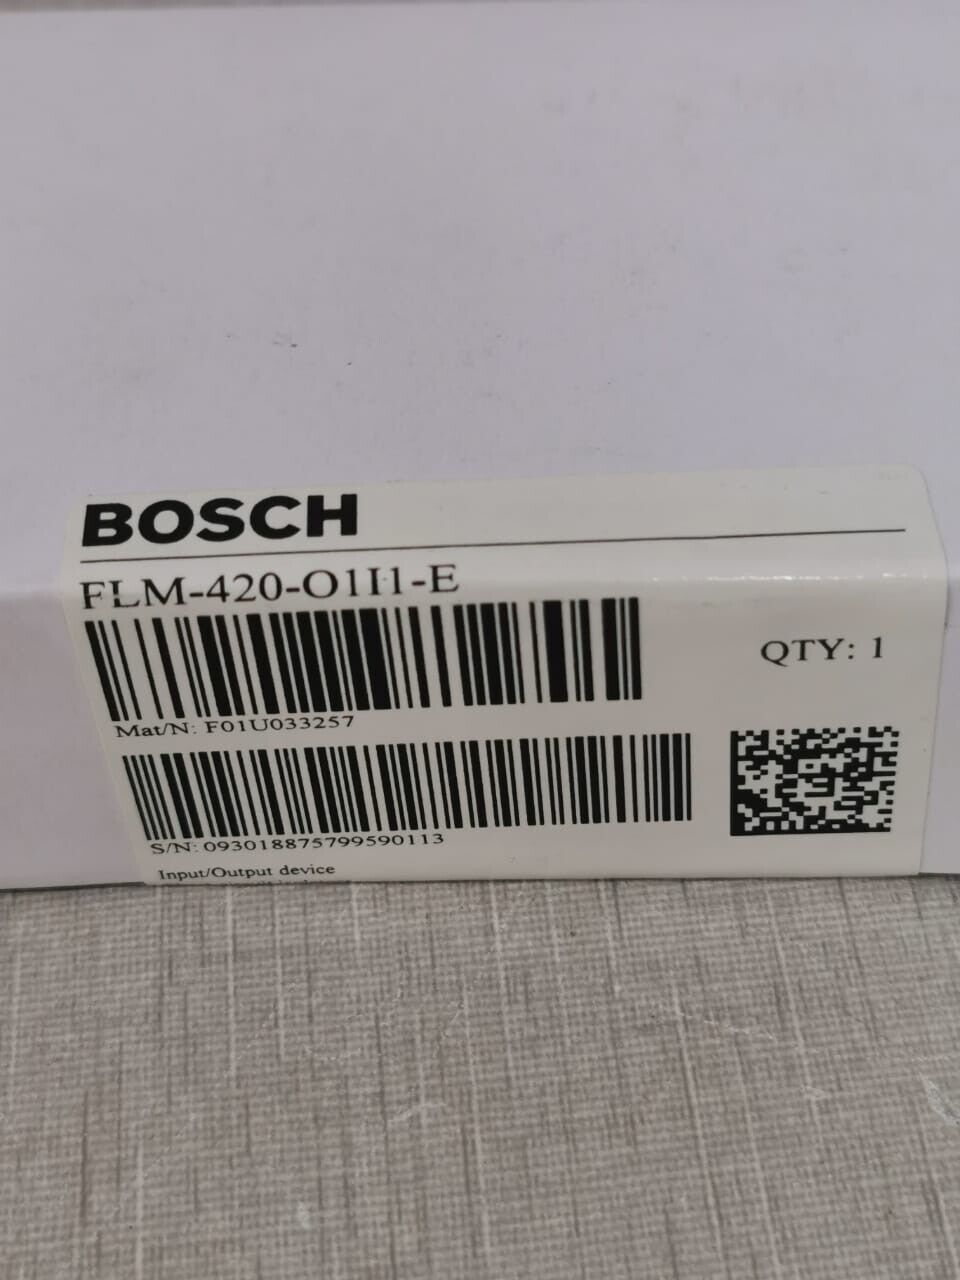 BOSCH
FLM-420-O1I1-E
QTY: 1
Mat/N: F01U033257
S/N: 093018875799590113
Input/Output device